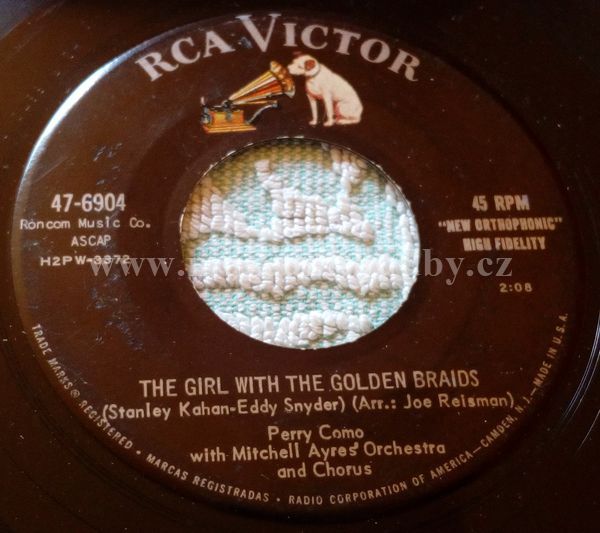 RCA VICTOR
47-6904
Roncom Music Co.
ASCAP
H2PW-3372
45 RPM
"NEW ORTHOPHONIC"
HIGH FIDELITY
2:08
THE GIRL WITH THE GOLDEN BRAIDS
(Stanley Kahan-Eddy Snyder) (Arr.: Joe Reisman)
Perry Como
with Mitchell Ayres' Orchestra
and Chorus
TRADE MARKS ® REGISTERED • MARCAS REGISTRADAS • RADIO CORPORATION OF AMERICA—CAMDEN, N.J.—MADE IN U.S.A.